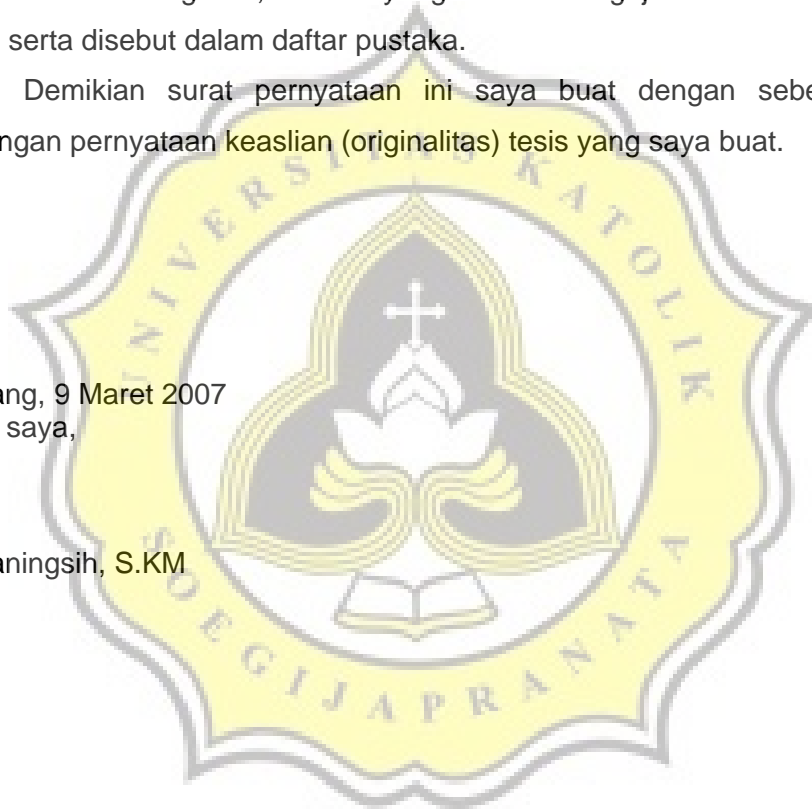 serta disebut dalam daftar pustaka.
Demikian surat pernyataan ini saya buat dengan sebe
ngan pernyataan keaslian (originalitas) tesis yang saya buat.
UNIVERSITAS KATOLIK
ang, 9 Maret 2007
saya,
aningsih, S.KM
SOEGIJAPRANATA